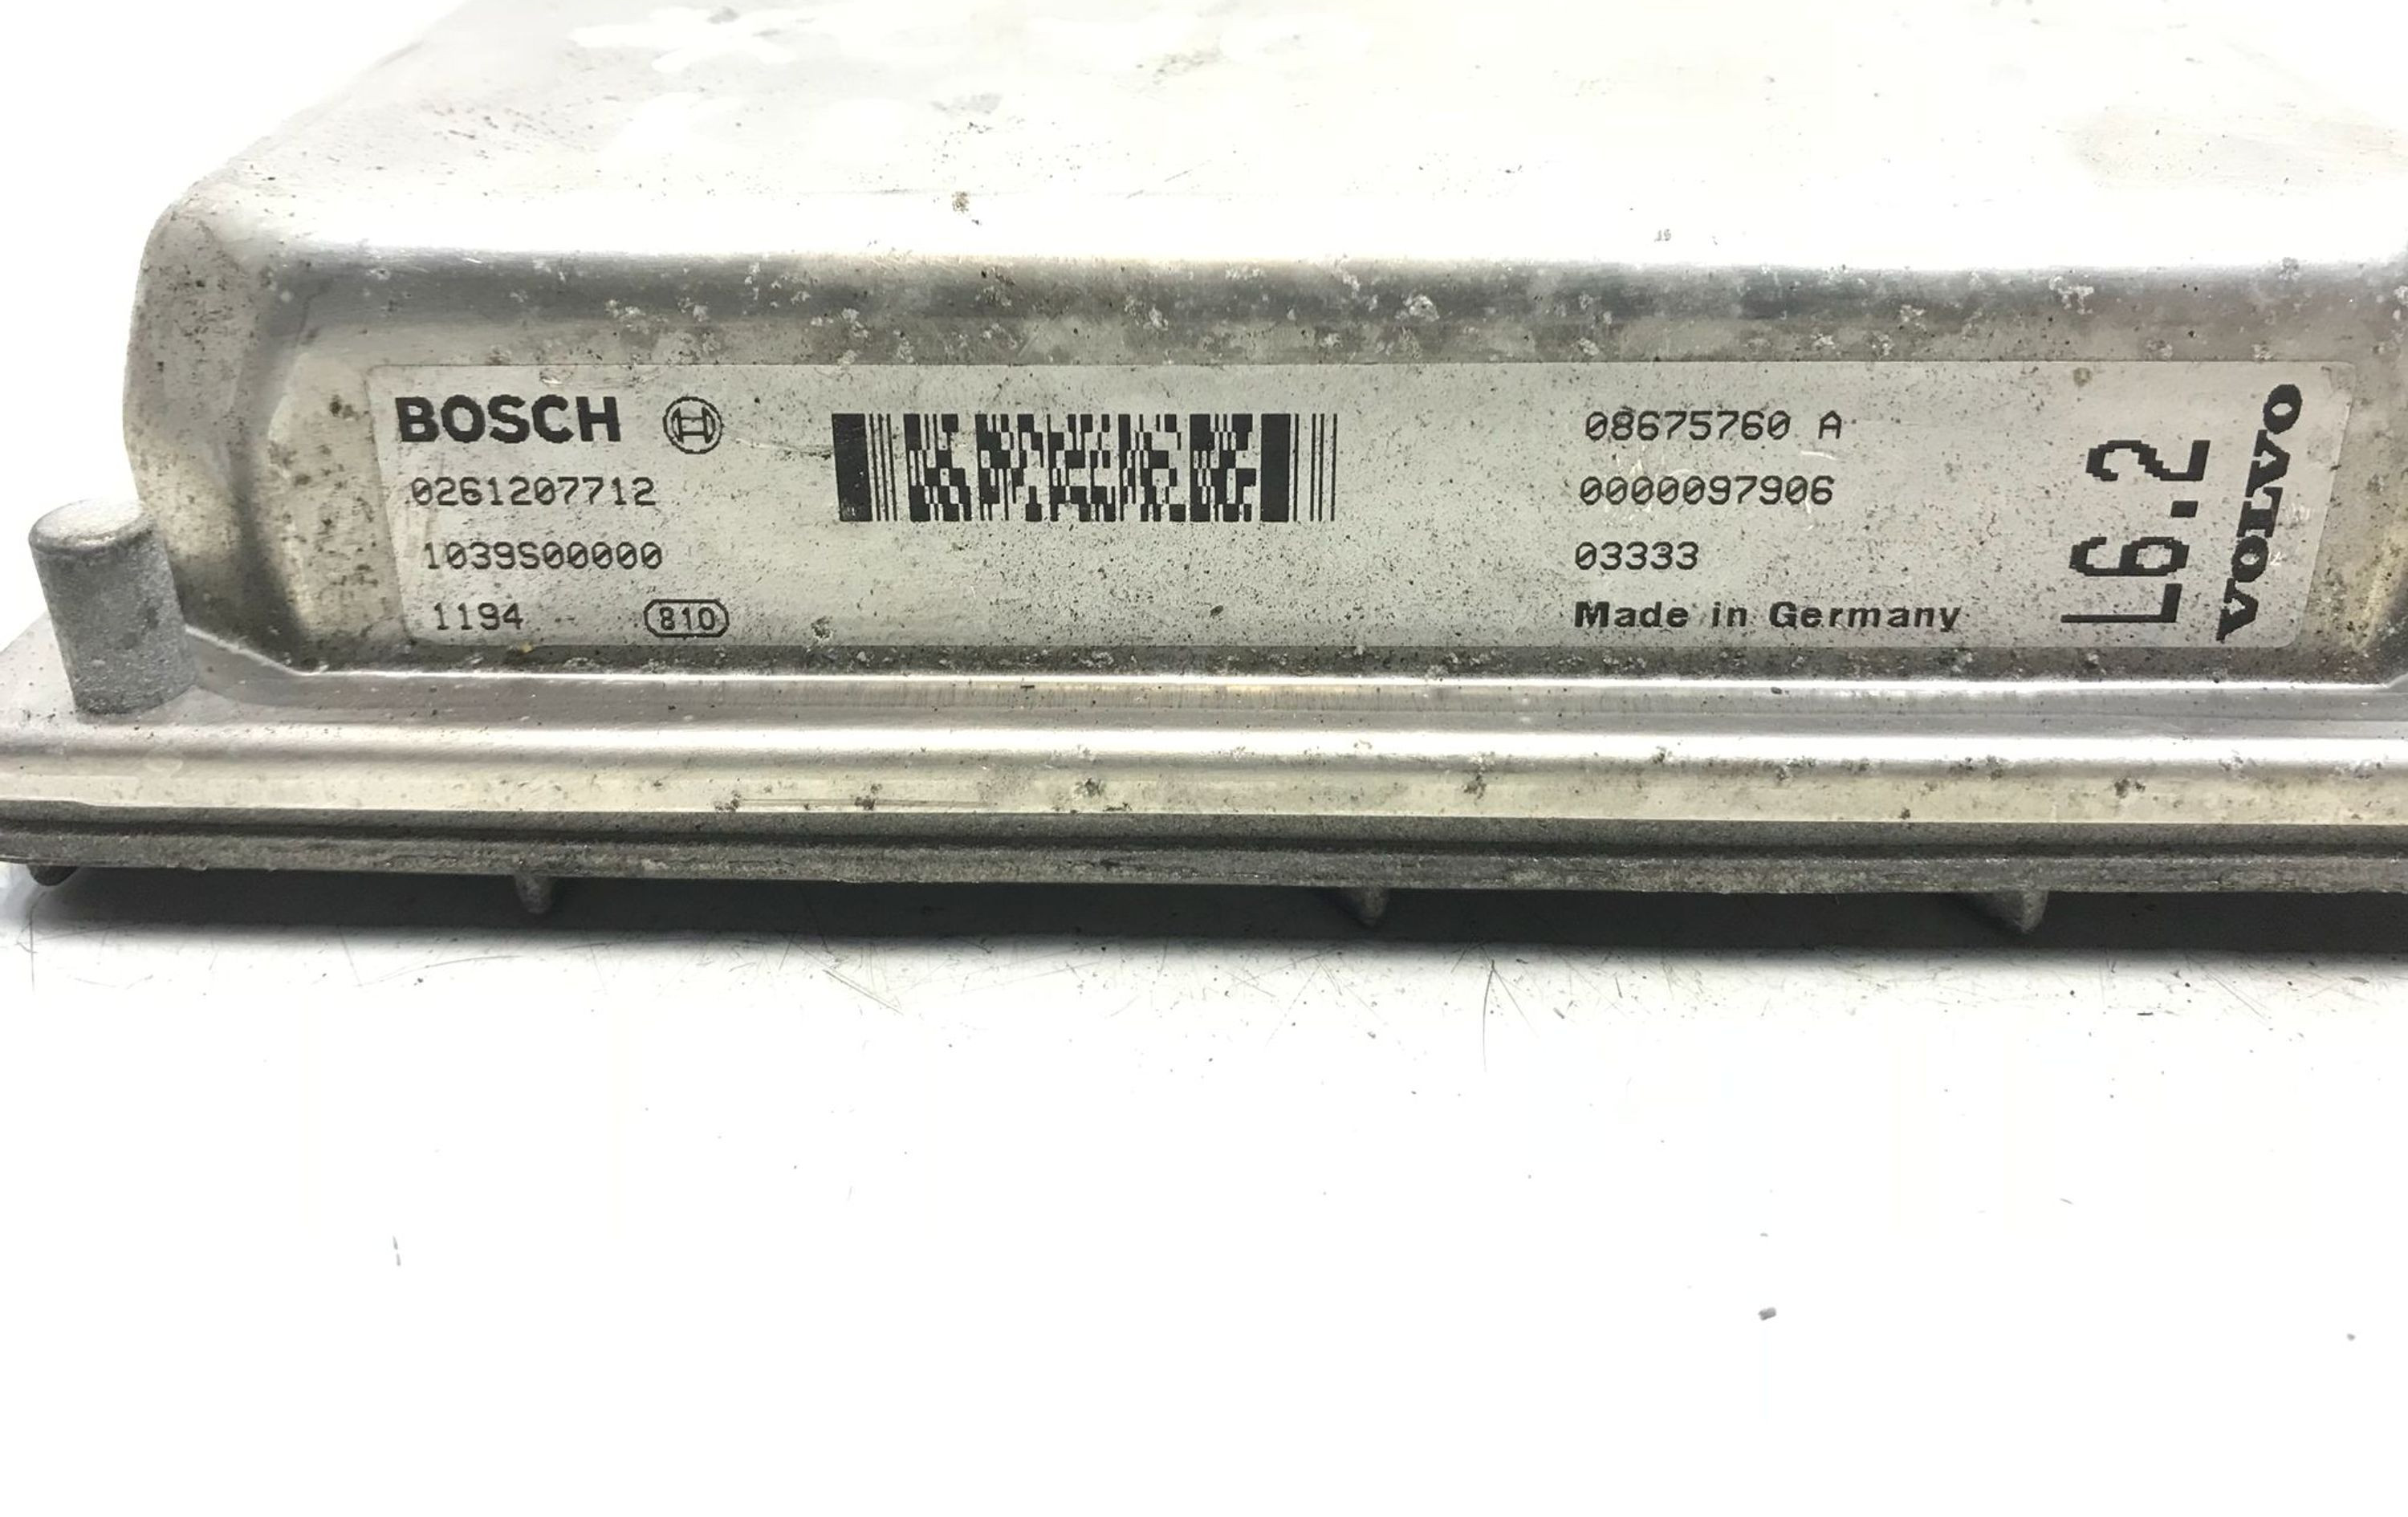 BOSCH
0261207712
1039S00000
1194 810
08675760 A
0000097906
03333
Made in Germany
L6.2
VOLVO